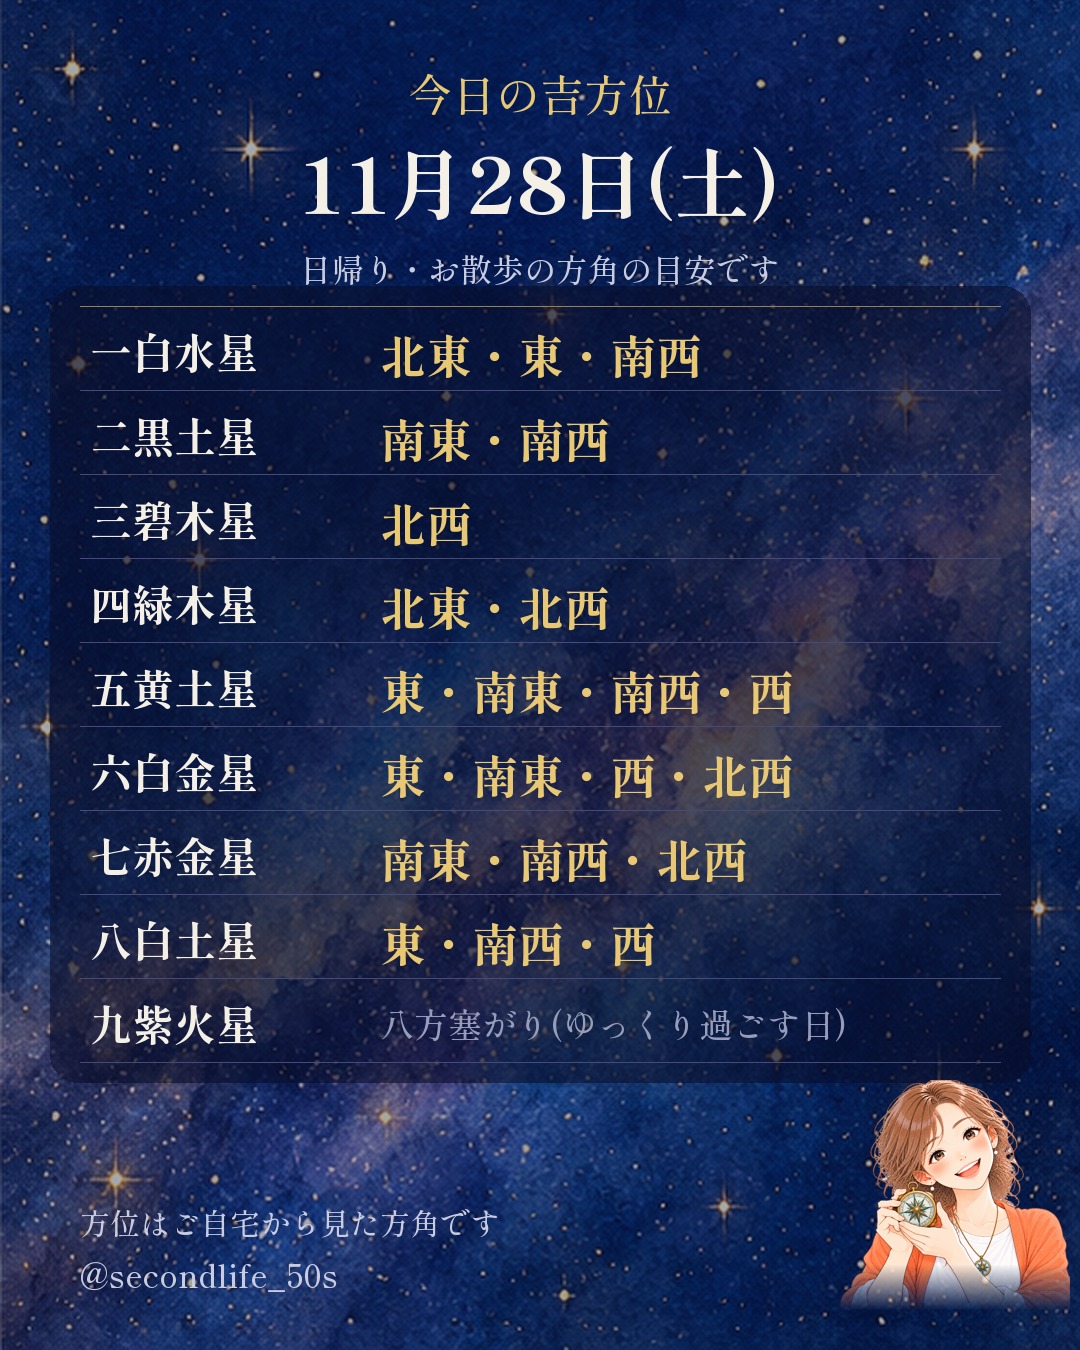 今日の吉方位
11月28日(土)
日帰り・お散歩の方角の目安です
一白水星 北東・東・南西
二黒土星 南東・南西
三碧木星 北西
四緑木星 北東・北西
五黄土星 東・南東・南西・西
六白金星 東・南東・西・北西
七赤金星 南東・南西・北西
八白土星 東・南西・西
九紫火星 八方塞がり(ゆっくり過ごす日)
方位はご自宅から見た方角です
@secondlife_50s